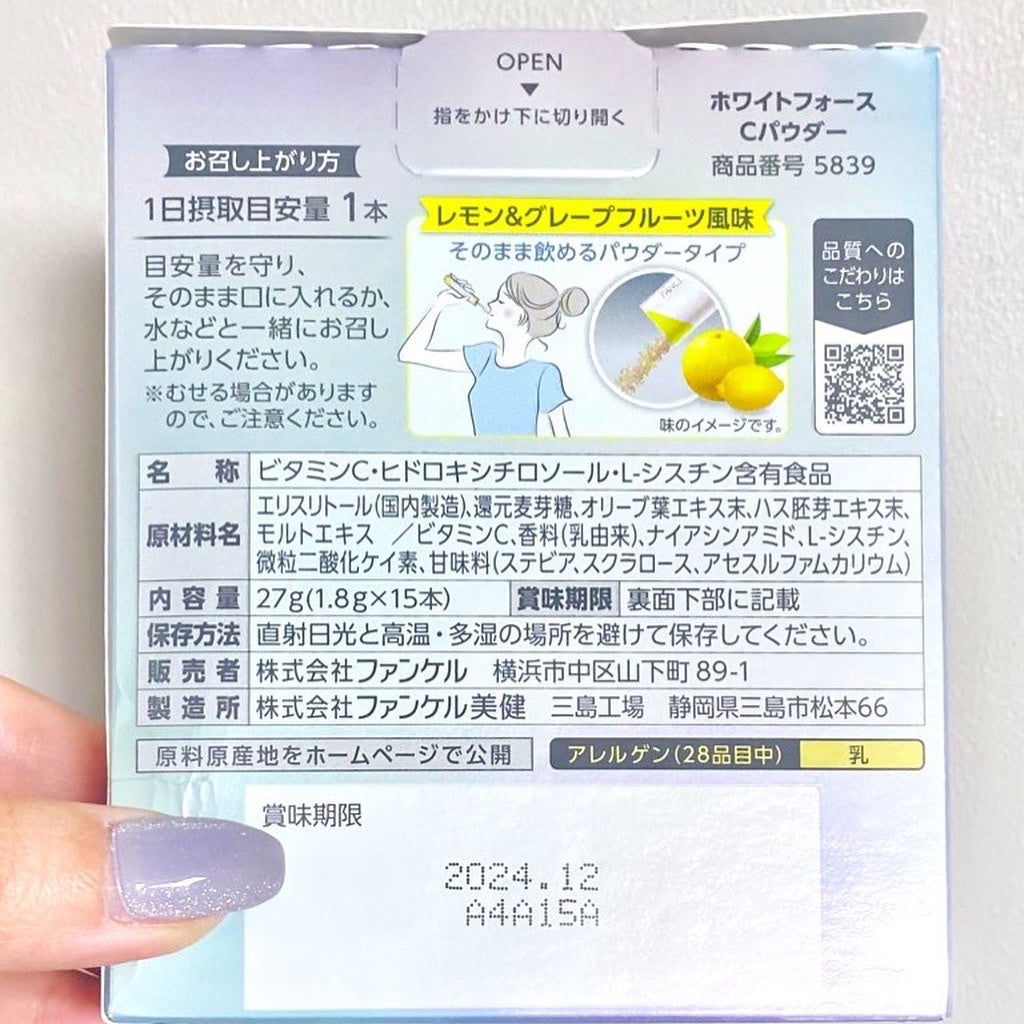 OPEN
▼
指をかけ下に切り開く
ホワイトフォース
Cパウダー
商品番号 5839
お召し上がり方
1日摂取目安量 1本
目安量を守り、
そのまま口に入れるか、
水などと一緒にお召し
上がりください。
※むせる場合があります
ので、ご注意ください。
レモン&グレープフルーツ風味
そのまま飲めるパウダータイプ
FANCL
味のイメージです。
品質への
こだわりは
こちら
名 称 ビタミンC・ヒドロキシチロソール・L-シスチン含有食品
原材料名 エリスリトール(国内製造)、還元麦芽糖、オリーブ葉エキス末、ハス胚芽エキス末、
モルトエキス ／ビタミンC、香料(乳由来)、ナイアシンアミド、L-シスチン、
微粒二酸化ケイ素、甘味料(ステビア、スクラロース、アセスルファムカリウム)
内容量 27g(1.8g×15本) 賞味期限 裏面下部に記載
保存方法 直射日光と高温・多湿の場所を避けて保存してください。
販売者 株式会社ファンケル 横浜市中区山下町89-1
製造所 株式会社ファンケル美健 三島工場 静岡県三島市松本66
原料原産地をホームページで公開
アレルゲン(28品目中) 乳
賞味期限
2024.12
A4A15A